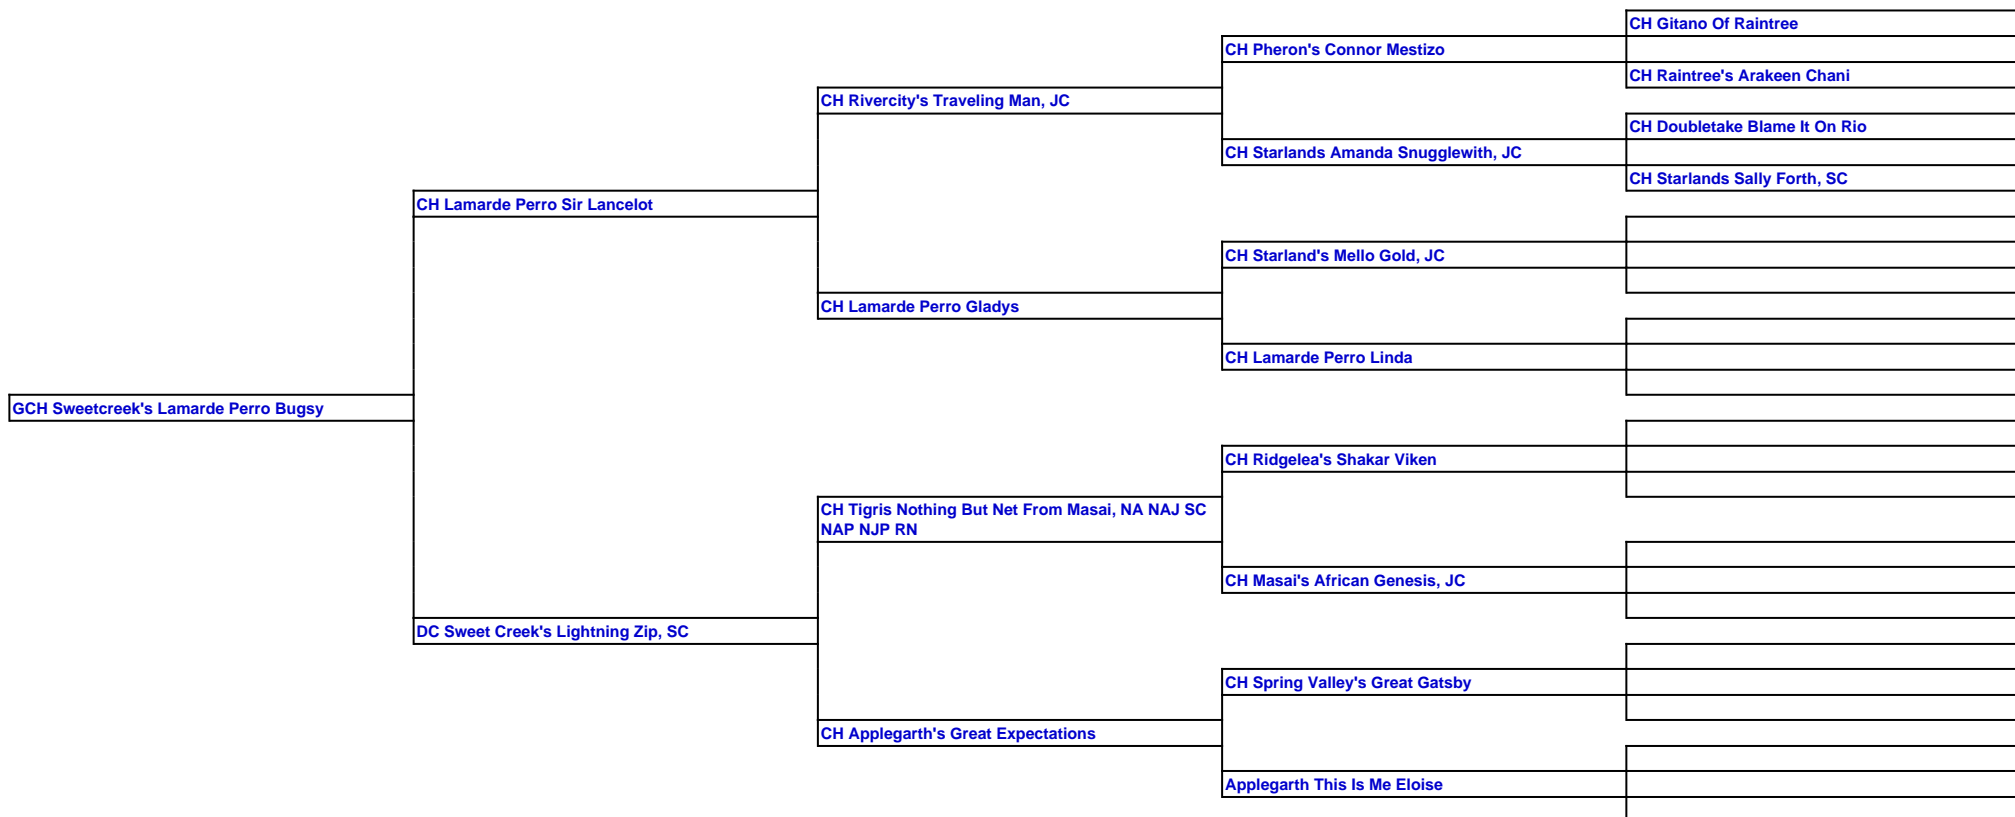 CH Gitano Of Raintree
CH Pheron's Connor Mestizo
CH Raintree's Arakeen Chani
CH Rivercity's Traveling Man, JC
CH Doubletake Blame It On Rio
CH Starlands Amanda Snugglewith, JC
CH Starlands Sally Forth, SC
CH Lamarde Perro Sir Lancelot
CH Starland's Mello Gold, JC
CH Lamarde Perro Gladys
CH Lamarde Perro Linda
GCH Sweetcreek's Lamarde Perro Bugsy
CH Ridgelea's Shakar Viken
CH Tigris Nothing But Net From Masai, NA NAJ SC
NAP NJP RN
CH Masai's African Genesis, JC
DC Sweet Creek's Lightning Zip, SC
CH Spring Valley's Great Gatsby
CH Applegarth's Great Expectations
Applegarth This Is Me Eloise